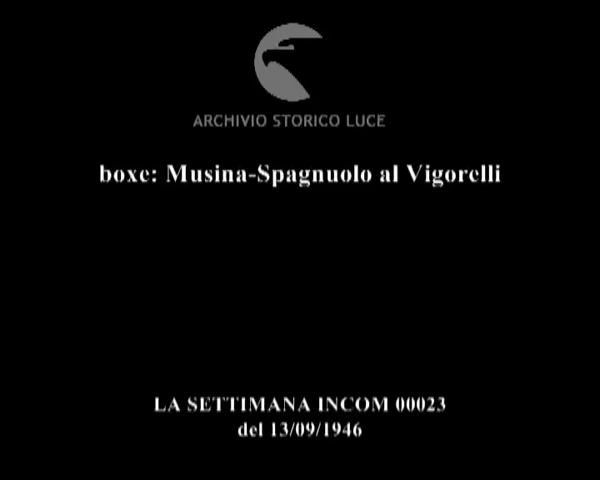 ARCHIVIO STORICO LUCE
boxe: Musina-Spagnuolo al Vigorelli
LA SETTIMANA INCOM 00023
del 13/09/1946